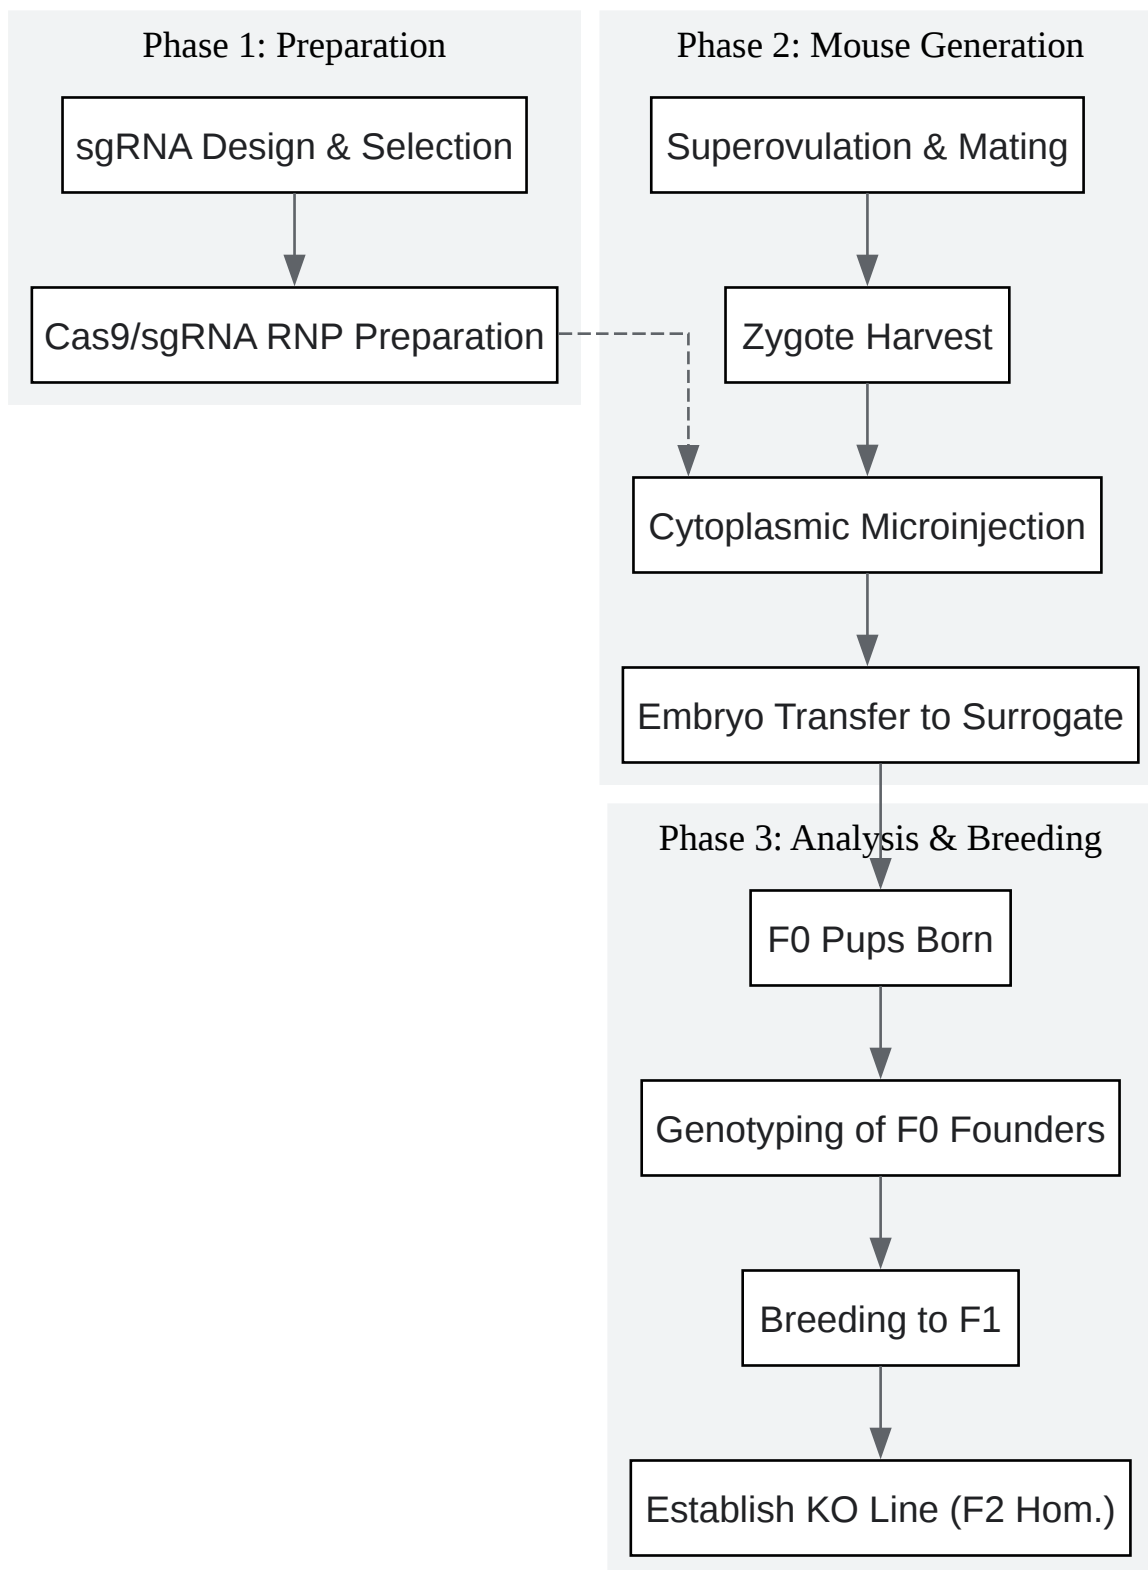 Phase 1: Preparation
sgRNA Design & Selection
Cas9/sgRNA RNP Preparation
Phase 2: Mouse Generation
Superovulation & Mating
Zygote Harvest
Cytoplasmic Microinjection
Embryo Transfer to Surrogate
Phase 3: Analysis & Breeding
F0 Pups Born
Genotyping of F0 Founders
Breeding to F1
Establish KO Line (F2 Hom.)